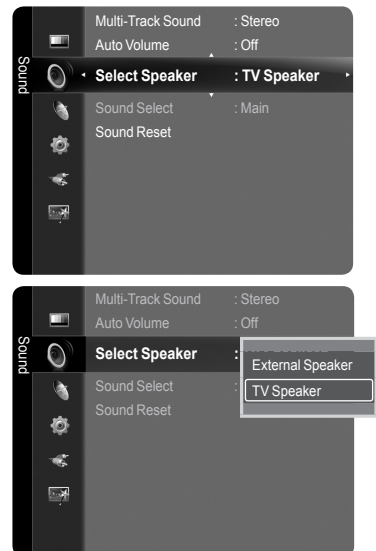 Sound
Multi-Track Sound : Stereo
Auto Volume : Off
Select Speaker : TV Speaker
Sound Select : Main
Sound Reset
Sound
Multi-Track Sound : Stereo
Auto Volume : Off
Select Speaker :
External Speaker
TV Speaker
Sound Select :
Sound Reset